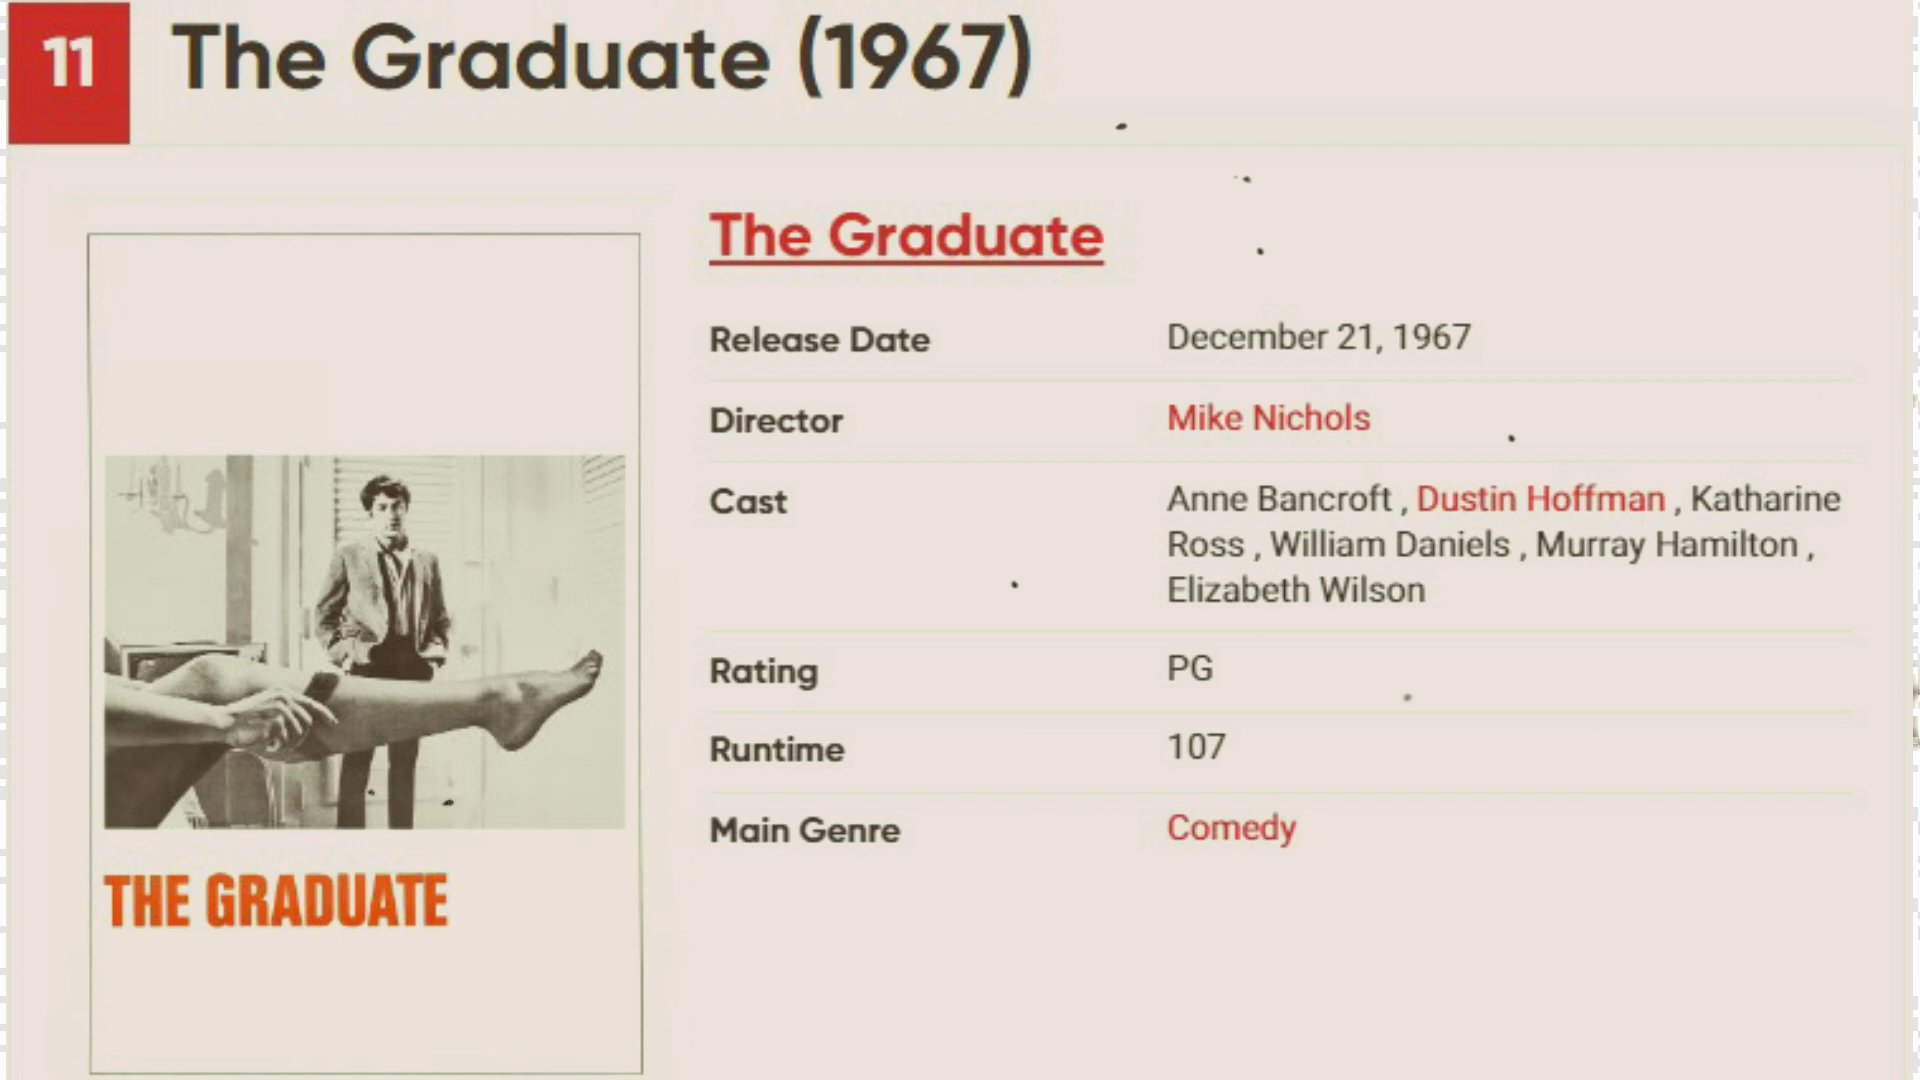 11
The Graduate (1967)
The Graduate
Release Date
December 21, 1967
Director
Mike Nichols
Cast
Anne Bancroft , Dustin Hoffman , Katharine
Ross , William Daniels , Murray Hamilton ,
Elizabeth Wilson
Rating
PG
Runtime
107
Main Genre
Comedy
THE GRADUATE